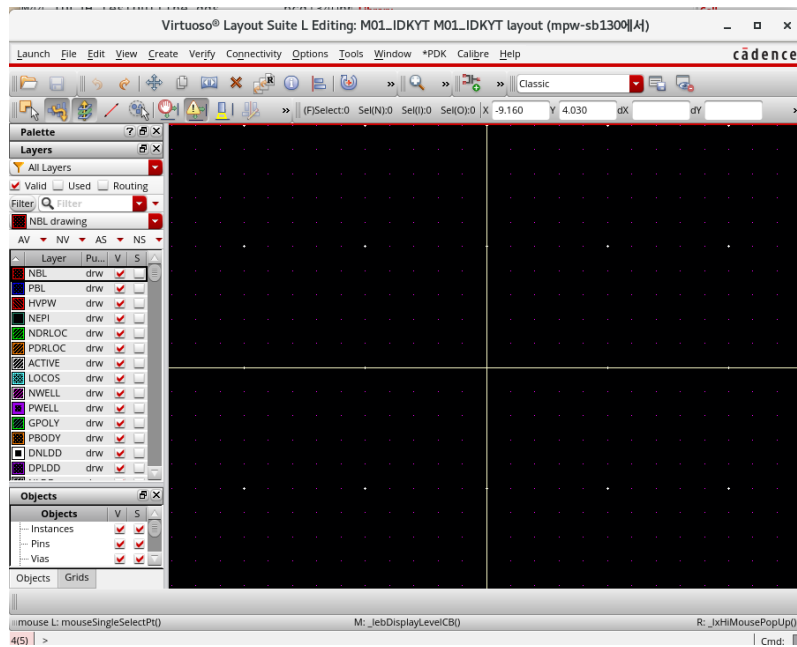 Virtuoso® Layout Suite L Editing: M01_IDKYT M01_IDKYT layout (mpw-sb1300에서)
Launch File Edit View Create Verify Connectivity Options Tools Window *PDK Calibre Help
cādence
» » » Classic
» (F)Select:0 Sel(N):0 Sel(I):0 Sel(O):0 X -9.160 Y 4.030 dX dY »
Palette
Layers
All Layers
Valid Used Routing
Filter Filter
NBL drawing
AV NV AS NS
Layer Pu... V S
NBL drw
PBL drw
HVPW drw
NEPI drw
NDRLOC drw
PDRLOC drw
ACTIVE drw
LOCOS drw
NWELL drw
PWELL drw
GPOLY drw
PBODY drw
DNLDD drw
DPLDD drw
Objects
Objects V S
Instances
Pins
Vias
Objects Grids
mouse L: mouseSingleSelectPt() M: _lebDisplayLevelCB() R: _lxHiMousePopUp()
4(5) > Cmd: